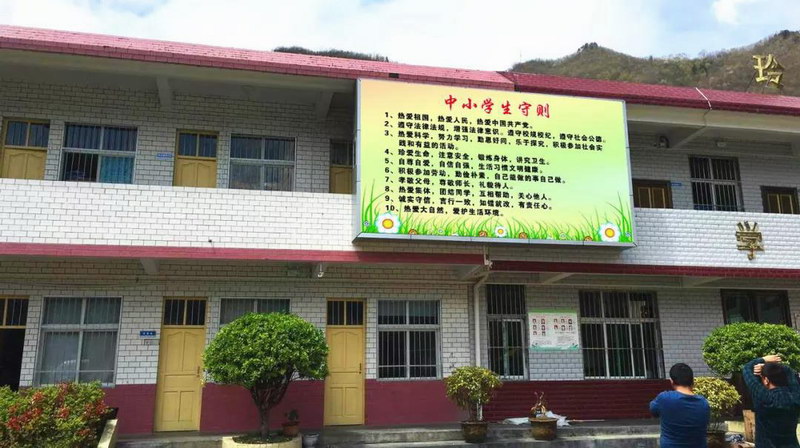 中小学生守则
1、热爱祖国，热爱人民，热爱中国共产党。
2、遵守法律法规，增强法律意识。遵守校规校纪，遵守社会公德。
3、热爱科学，努力学习，勤思好问，乐于探究，积极参加社会实
践和有益的活动。
4、珍爱生命，注意安全，锻炼身体，讲究卫生。
5、自尊自爱，自信自强，生活习惯文明健康。
6、积极参加劳动，勤俭朴素，自己能做的事自己做。
7、孝敬父母，尊敬师长，礼貌待人。
8、热爱集体，团结同学，互相帮助，关心他人。
9、诚实守信，言行一致，知错就改，有责任心。
10、热爱大自然，爱护生活环境。
学